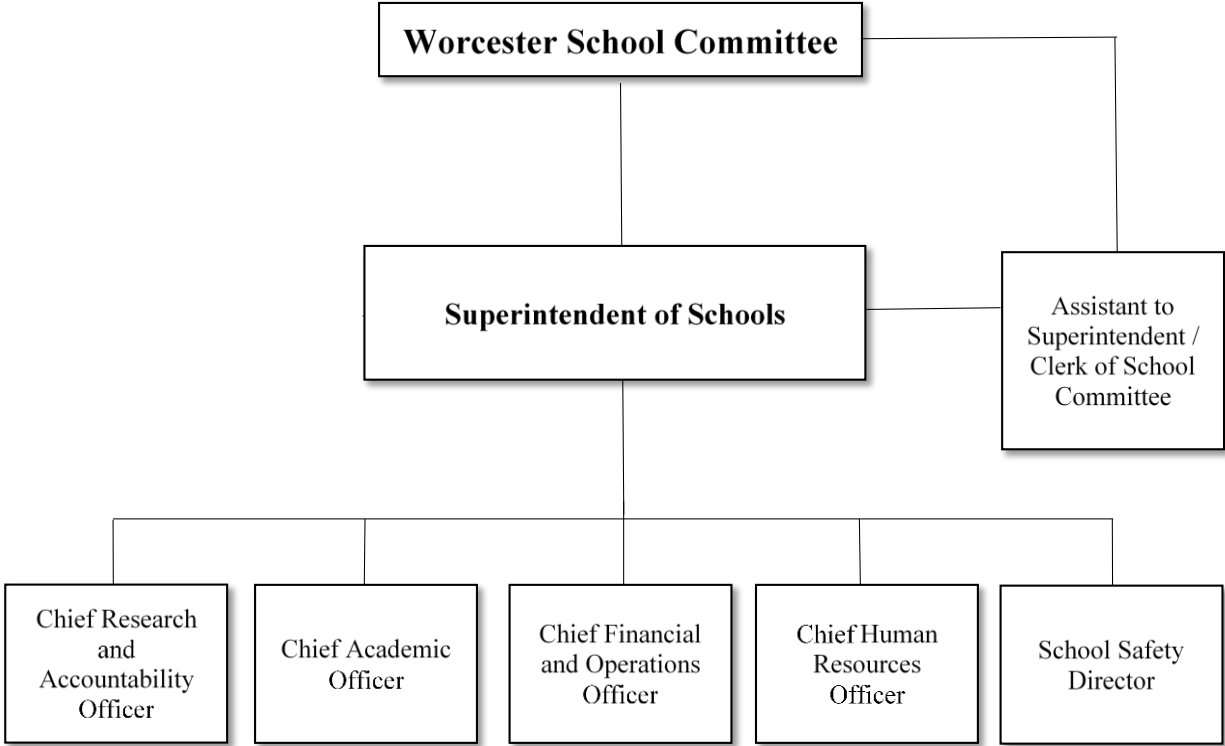 Worcester School Committee
Superintendent of Schools
Assistant to
Superintendent /
Clerk of School
Committee
Chief Research
and
Accountability
Officer
Chief Academic
Officer
Chief Financial
and Operations
Officer
Chief Human
Resources
Officer
School Safety
Director